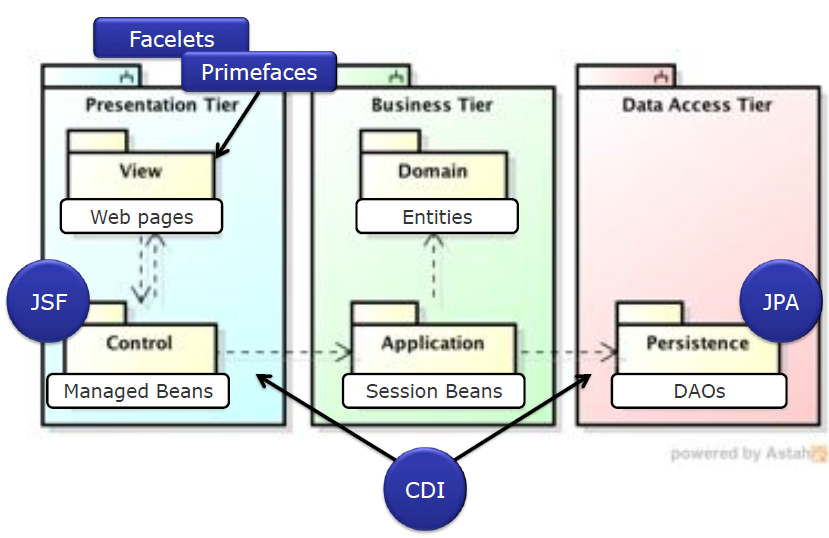 Facelets
Primefaces
Presentation Tier
Business Tier
Data Access Tier
View
Web pages
Domain
Entities
JSF
JPA
Control
Managed Beans
Application
Session Beans
Persistence
DAOs
CDI
powered by Astah